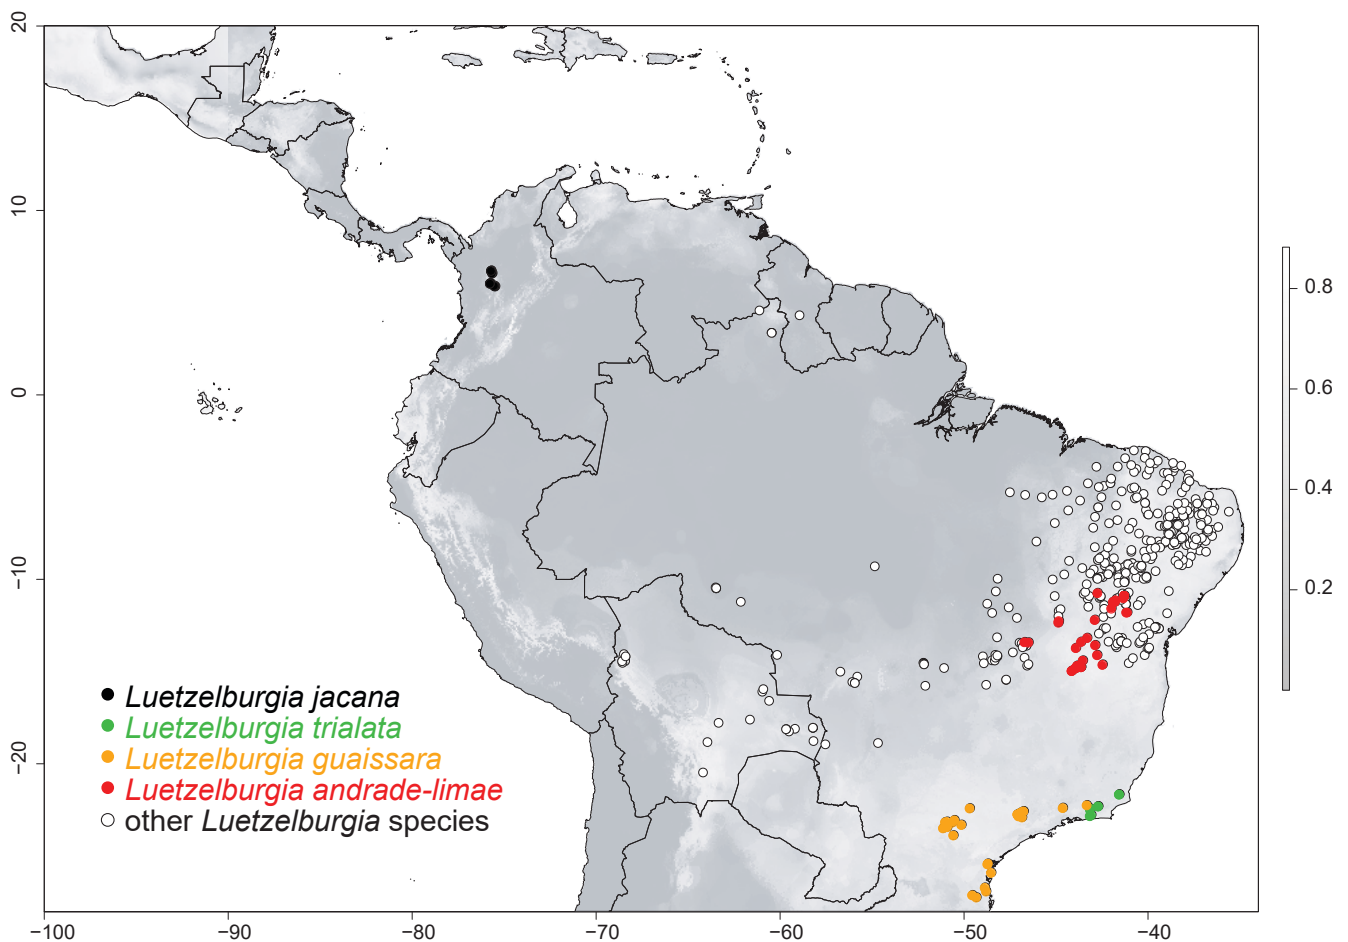 20
10
0
−10
−20
0.8
0.6
0.4
0.2
Luetzelburgia jacana
Luetzelburgia trialata
Luetzelburgia guaissara
Luetzelburgia andrade-limae
other Luetzelburgia species
−100 −90 −80 −70 −60 −50 −40